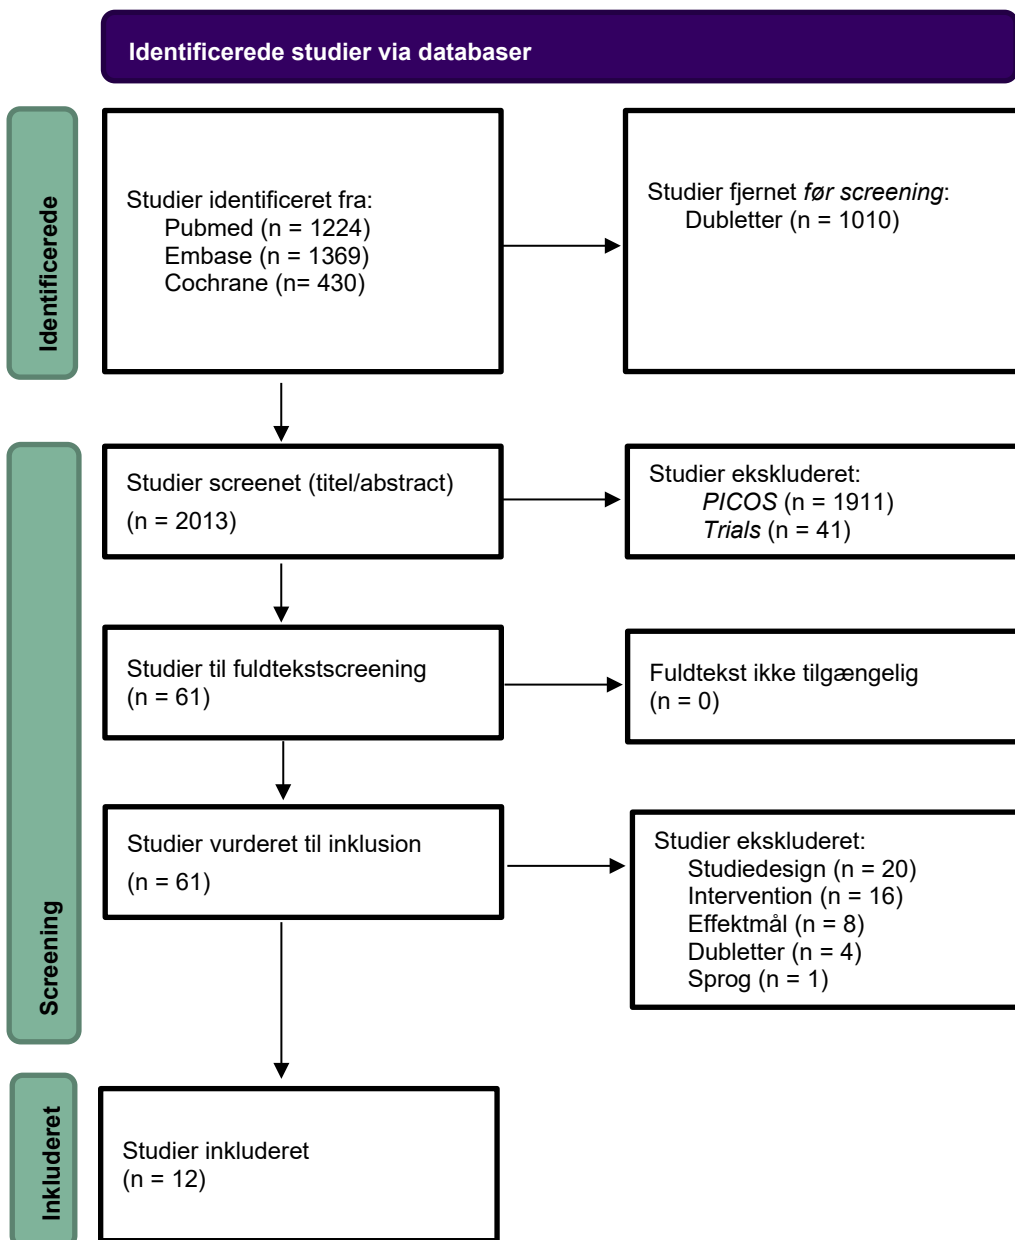 Identificerede studier via databaser
Identificerede
Studier identificeret fra:
Pubmed (n = 1224)
Embase (n = 1369)
Cochrane (n= 430)
Studier fjernet før screening:
Dubletter (n = 1010)
Screening
Studier screenet (titel/abstract)
(n = 2013)
Studier ekskluderet:
PICOS (n = 1911)
Trials (n = 41)
Studier til fuldtekstscreening
(n = 61)
Fuldtekst ikke tilgængelig
(n = 0)
Studier vurderet til inklusion
(n = 61)
Studier ekskluderet:
Studiedesign (n = 20)
Intervention (n = 16)
Effektmål (n = 8)
Dubletter (n = 4)
Sprog (n = 1)
Inkluderet
Studier inkluderet
(n = 12)